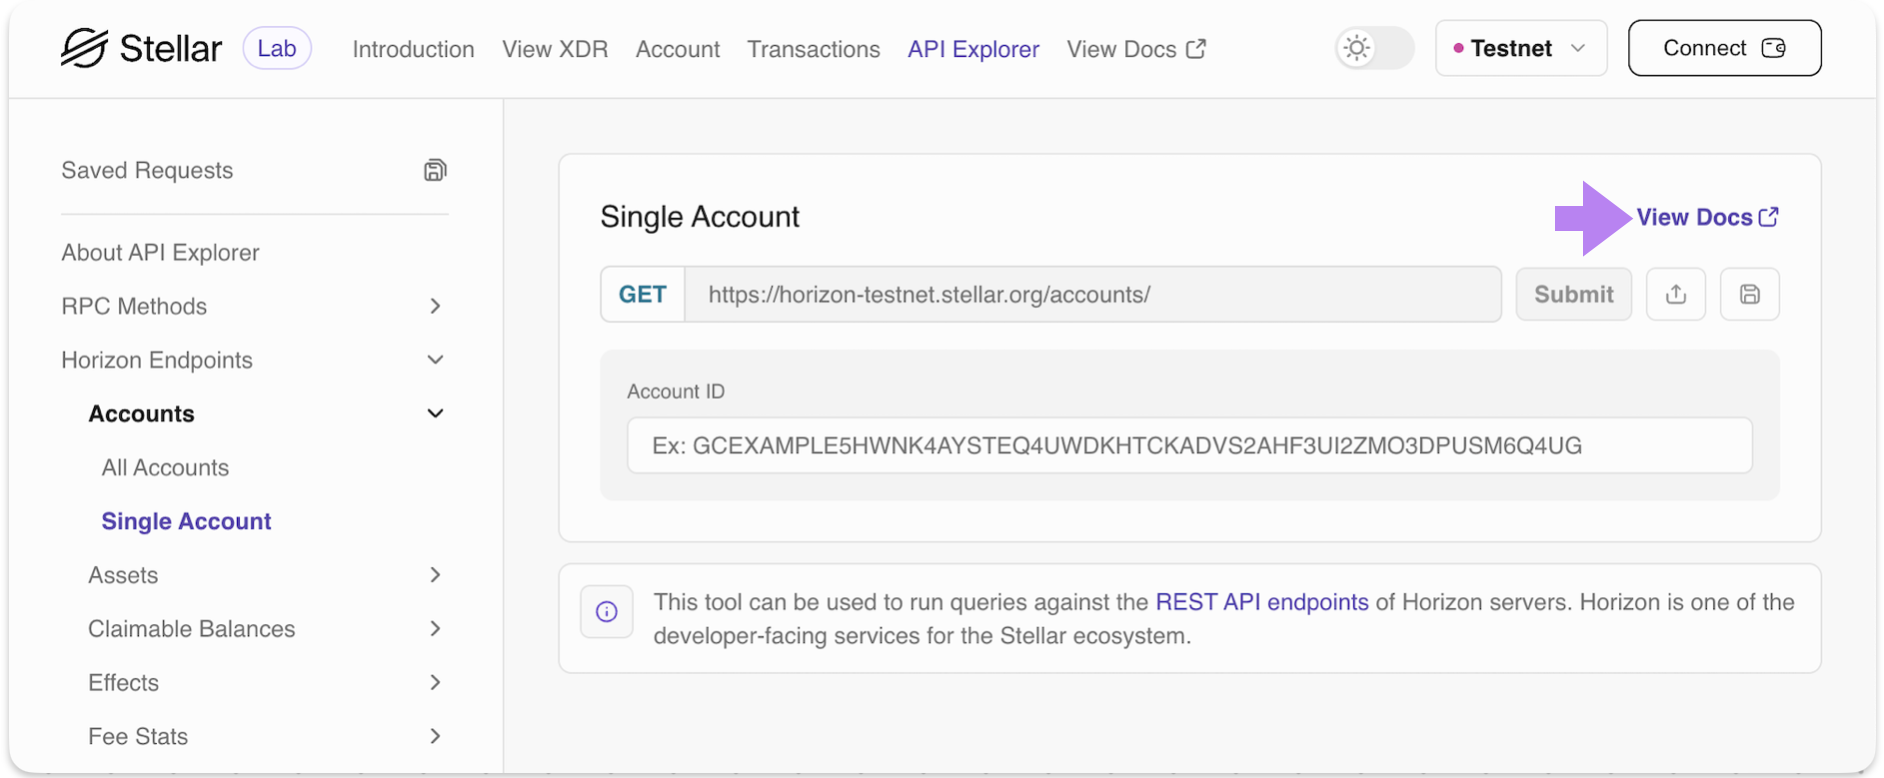 Stellar Lab Introduction View XDR Account Transactions API Explorer View Docs Testnet Connect
Saved Requests
About API Explorer
RPC Methods
Horizon Endpoints
Accounts
All Accounts
Single Account
Assets
Claimable Balances
Effects
Fee Stats
Single Account View Docs
GET https://horizon-testnet.stellar.org/accounts/ Submit
Account ID
Ex: GCEXAMPLE5HWNK4AYSTEQ4UWDKHTCKADVS2AHF3UI2ZMO3DPUSM6Q4UG
This tool can be used to run queries against the REST API endpoints of Horizon servers. Horizon is one of the
developer-facing services for the Stellar ecosystem.